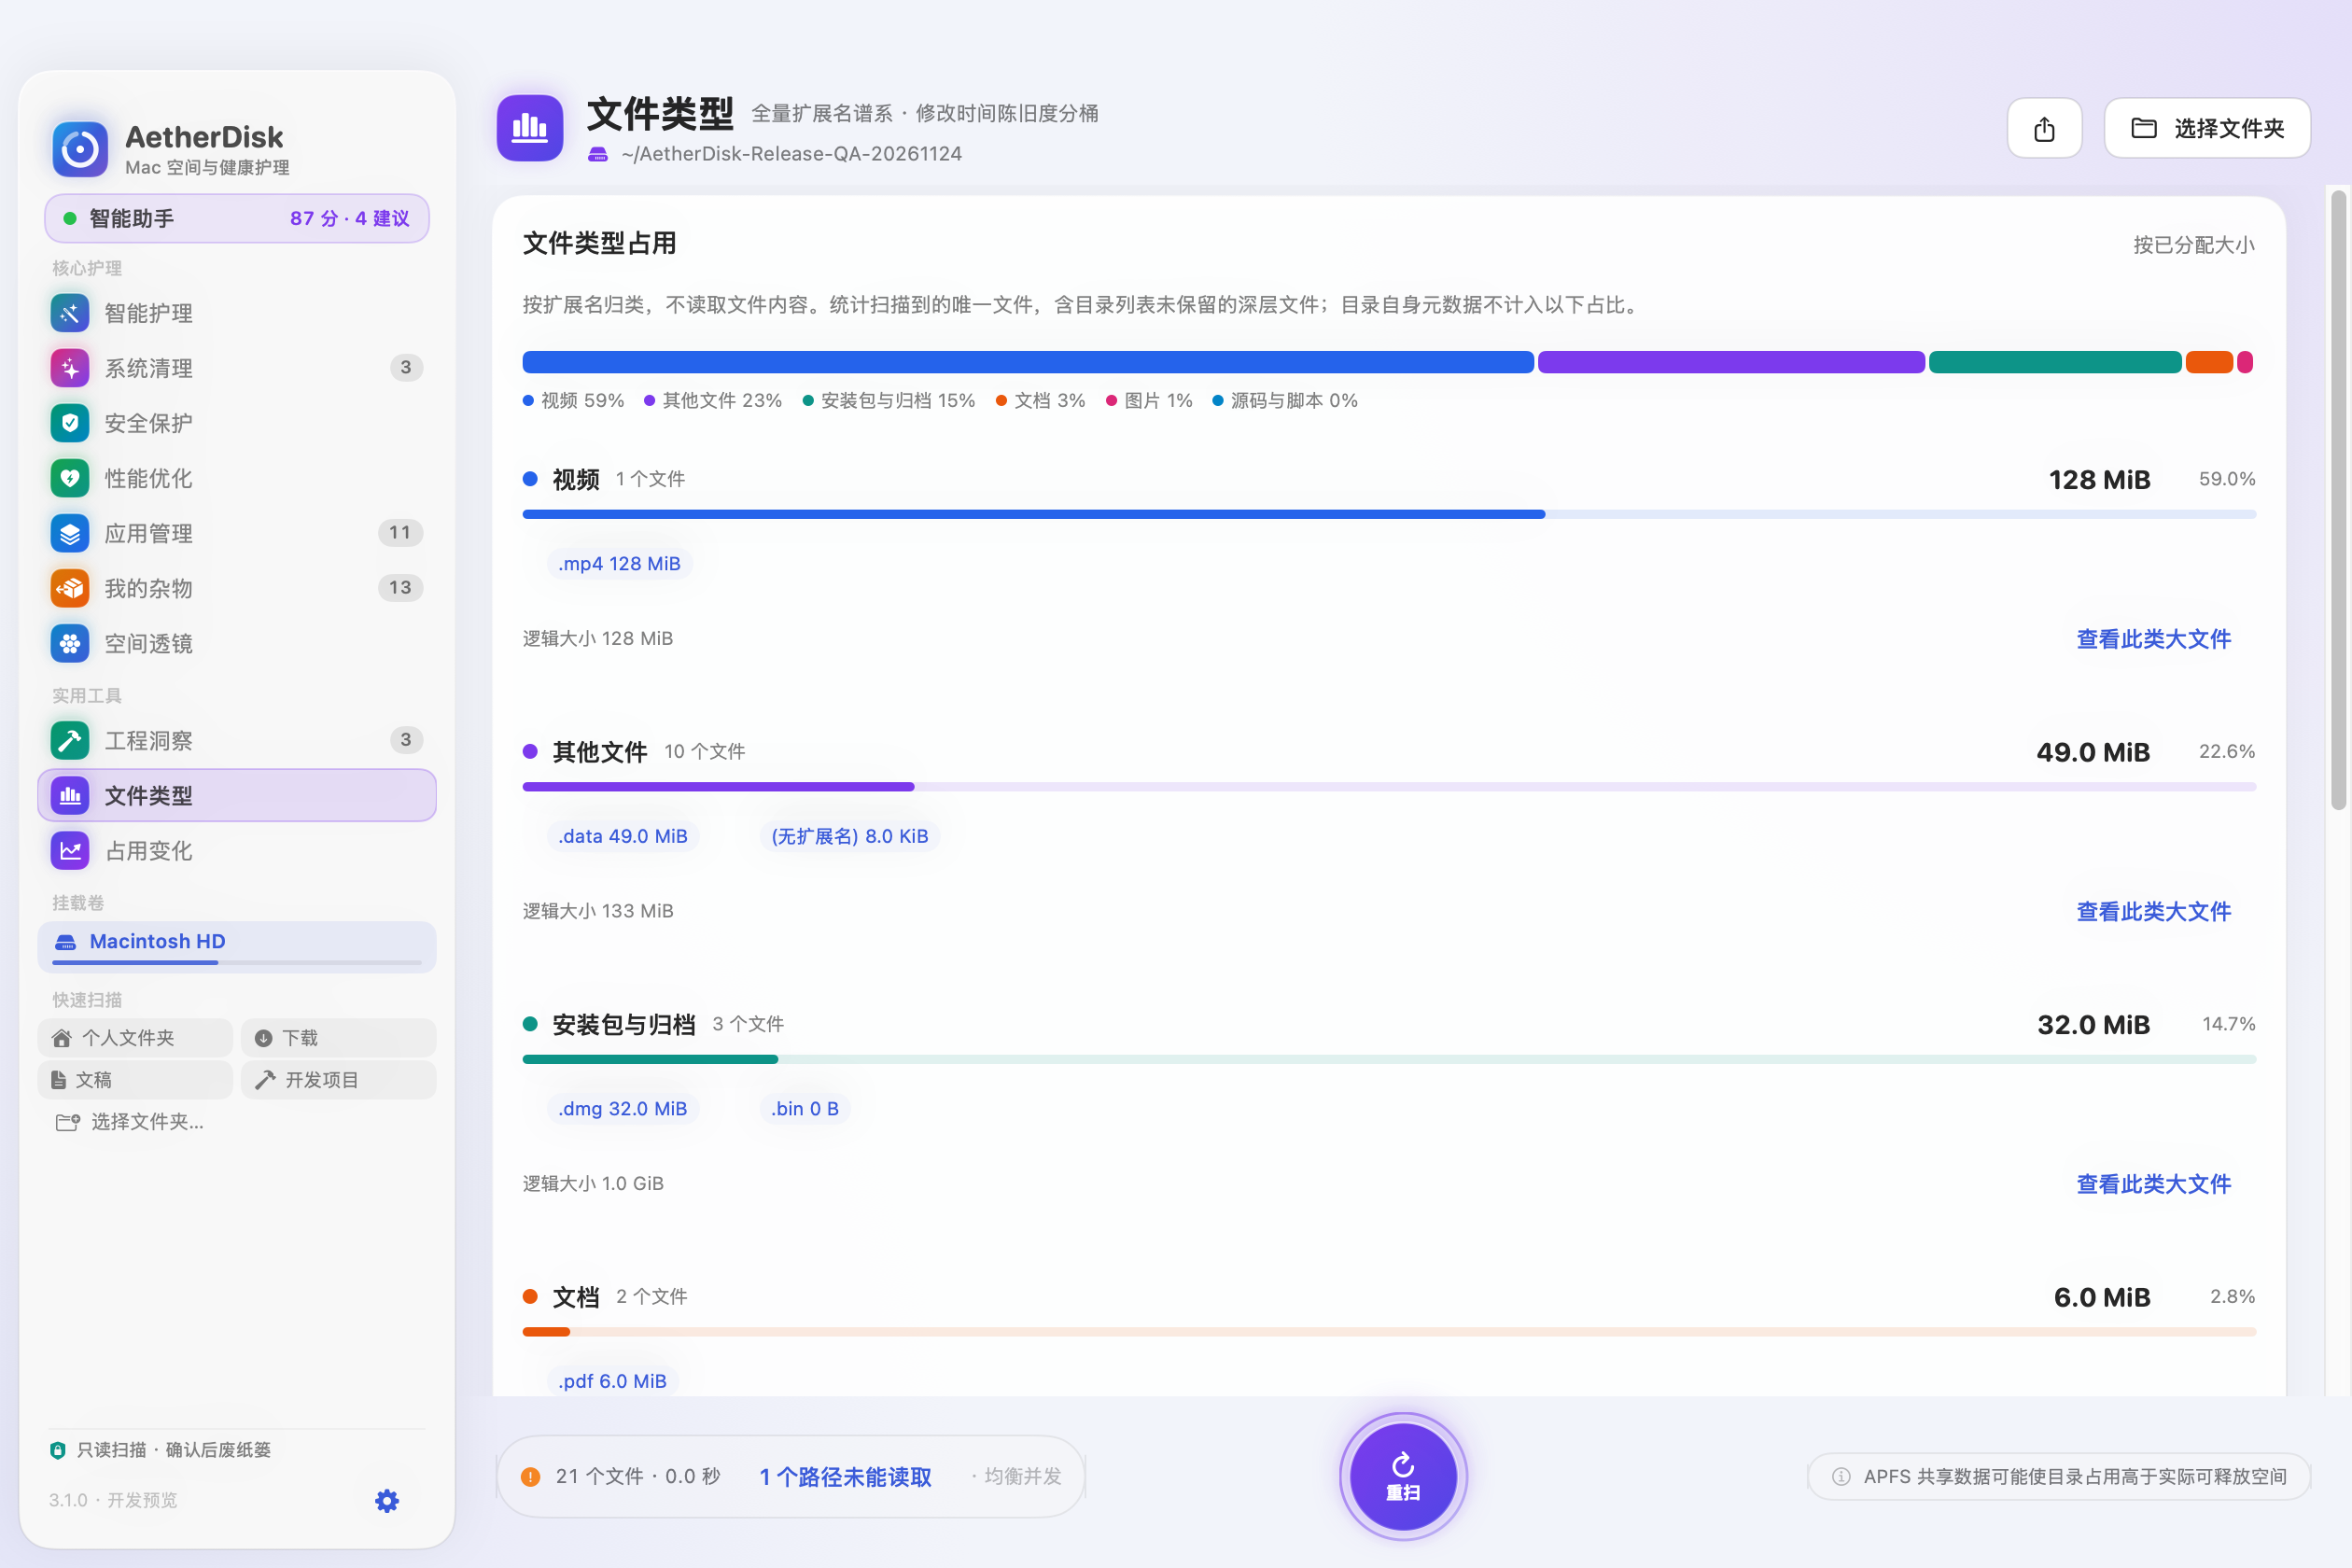 AetherDisk
Mac 空间与健康护理
智能助手 87 分 · 4 建议
核心护理
智能护理
系统清理 3
安全保护
性能优化
应用管理 11
我的杂物 13
空间透镜
实用工具
工程洞察 3
文件类型
占用变化
挂载卷
Macintosh HD
快速扫描
个人文件夹 下载
文稿 开发项目
选择文件夹...
只读扫描 · 确认后废纸篓
3.1.0 · 开发预览
文件类型 全量扩展名谱系 · 修改时间陈旧度分桶
~/AetherDisk-Release-QA-20261124
选择文件夹
文件类型占用 按已分配大小
按扩展名归类，不读取文件内容。统计扫描到的唯一文件，含目录列表未保留的深层文件；目录自身元数据不计入以下占比。
视频 59% 其他文件 23% 安装包与归档 15% 文档 3% 图片 1% 源码与脚本 0%
视频 1 个文件 128 MiB 59.0%
.mp4 128 MiB
逻辑大小 128 MiB 查看此类大文件
其他文件 10 个文件 49.0 MiB 22.6%
.data 49.0 MiB (无扩展名) 8.0 KiB
逻辑大小 133 MiB 查看此类大文件
安装包与归档 3 个文件 32.0 MiB 14.7%
.dmg 32.0 MiB .bin 0 B
逻辑大小 1.0 GiB 查看此类大文件
文档 2 个文件 6.0 MiB 2.8%
.pdf 6.0 MiB
21 个文件 · 0.0 秒 1 个路径未能读取 · 均衡并发
重扫
APFS 共享数据可能使目录占用高于实际可释放空间